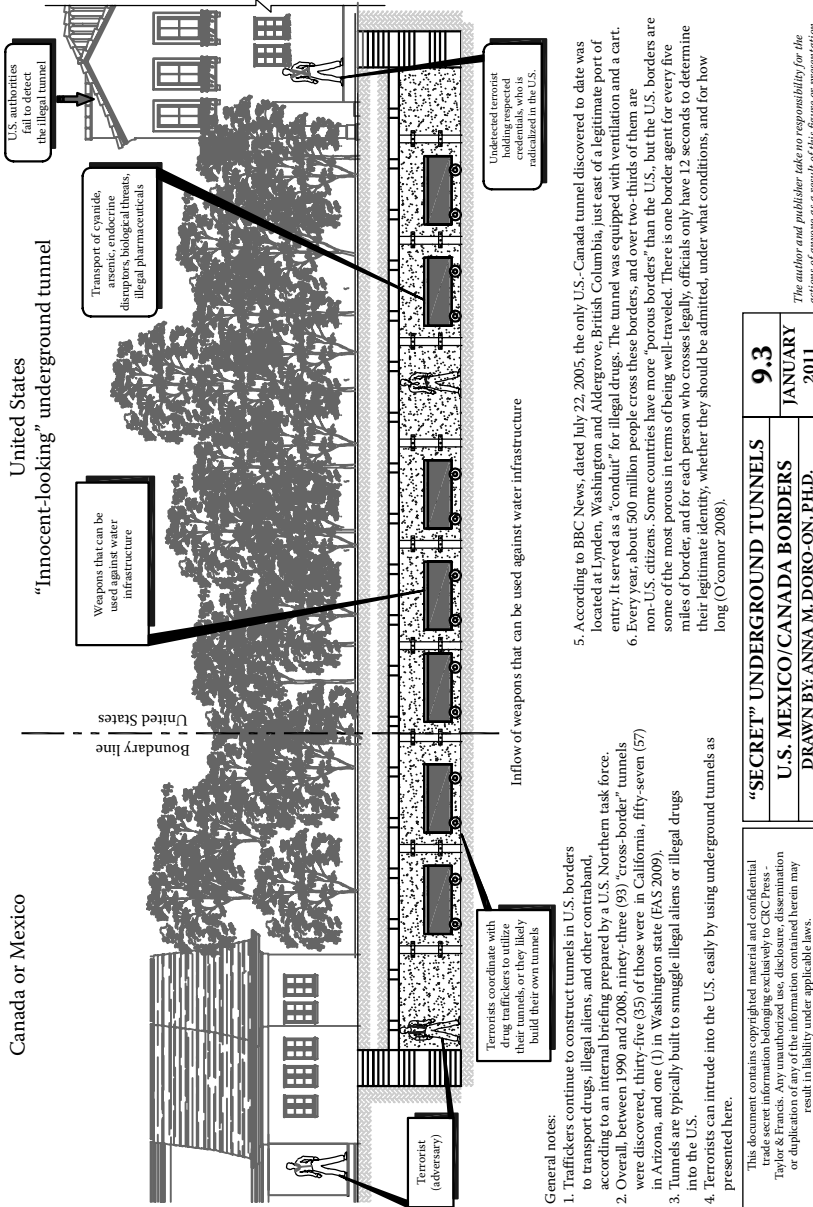 Canada or Mexico
United States
“Innocent-looking” underground tunnel
U.S. authorities
fail to detect
the illegal tunnel
Transport of cyanide,
arsenic, endocrine
disruptors, biological threats,
illegal pharmaceuticals
Weapons that can be
used against water
infrastructure
Boundary line
United States
Terrorist
(adversary)
Terrorists coordinate with
drug traffickers to utilize
their tunnels, or they likely
build their own tunnels
Inflow of weapons that can be used against water infrastructure
Undetected terrorist
holding respected
credentials, who is
radicalized in the U.S.
General notes:
1. Traffickers continue to construct tunnels in U.S. borders
to transport drugs, illegal aliens, and other contraband,
according to an internal briefing prepared by a U.S. Northern task force.
2. Overall, between 1990 and 2008, ninety-three (93) “cross-border” tunnels
were discovered, thirty-five (35) of those were in California, fifty-seven (57)
in Arizona, and one (1) in Washington state (FAS 2009).
3. Tunnels are typically built to smuggle illegal aliens or illegal drugs
into the U.S.
4. Terrorists can intrude into the U.S. easily by using underground tunnels as
presented here.
5. According to BBC News, dated July 22, 2005, the only U.S.-Canada tunnel discovered to date was
located at Lynden, Washington and Aldergrove, British Columbia, just east of a legitimate port of
entry. It served as a “conduit” for illegal drugs. The tunnel was equipped with ventilation and a cart.
6. Every year, about 500 million people cross these borders, and over two-thirds of them are
non-U.S. citizens. Some countries have more “porous borders” than the U.S., but the U.S. borders are
some of the most porous in terms of being well-traveled. There is one border agent for every five
miles of border, and for each person who crosses legally, officials only have 12 seconds to determine
their legitimate identity, whether they should be admitted, under what conditions, and for how
long (O’connor 2008).
This document contains copyrighted material and confidential
trade secret information belonging exclusively to CRC Press -
Taylor & Francis. Any unauthorized use, disclosure, dissemination
or duplication of any of the information contained herein may
result in liability under applicable laws.
“SECRET” UNDERGROUND TUNNELS
U.S. MEXICO/CANADA BORDERS
DRAWN BY: ANNA M. DORO-ON, PH.D.
9.3
JANUARY
2011
The author and publisher take no responsibility for the